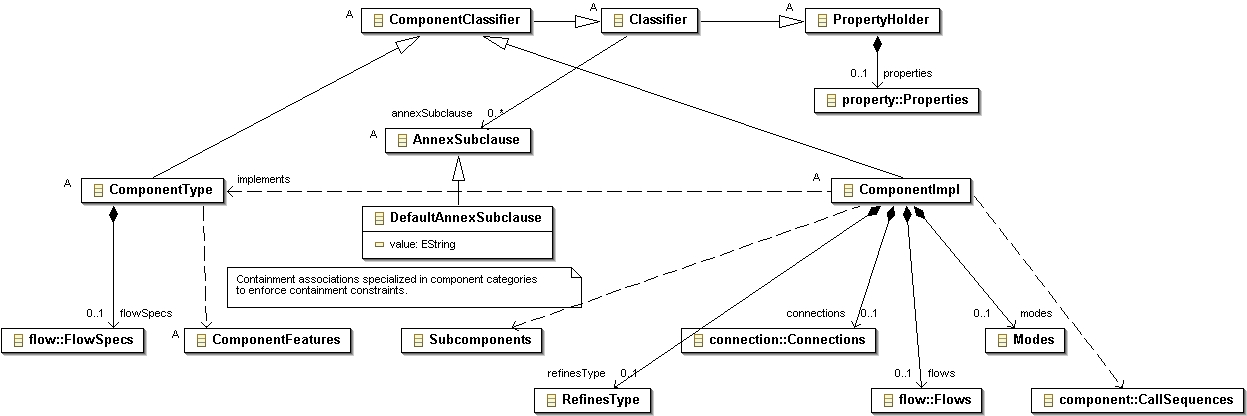 A
ComponentClassifier
A
Classifier
A
PropertyHolder
0..1 properties
property::Properties
annexSubclause 0..*
A
AnnexSubclause
A
ComponentType
implements
A
ComponentImpl
DefaultAnnexSubclause
value: EString
Containment associations specialized in component categories
to enforce containment constraints.
0..1 flowSpecs
connections 0..1
0..1 modes
flow::FlowSpecs
A
ComponentFeatures
Subcomponents
connection::Connections
Modes
refinesType 0..1
0..1 flows
RefinesType
flow::Flows
component::CallSequences